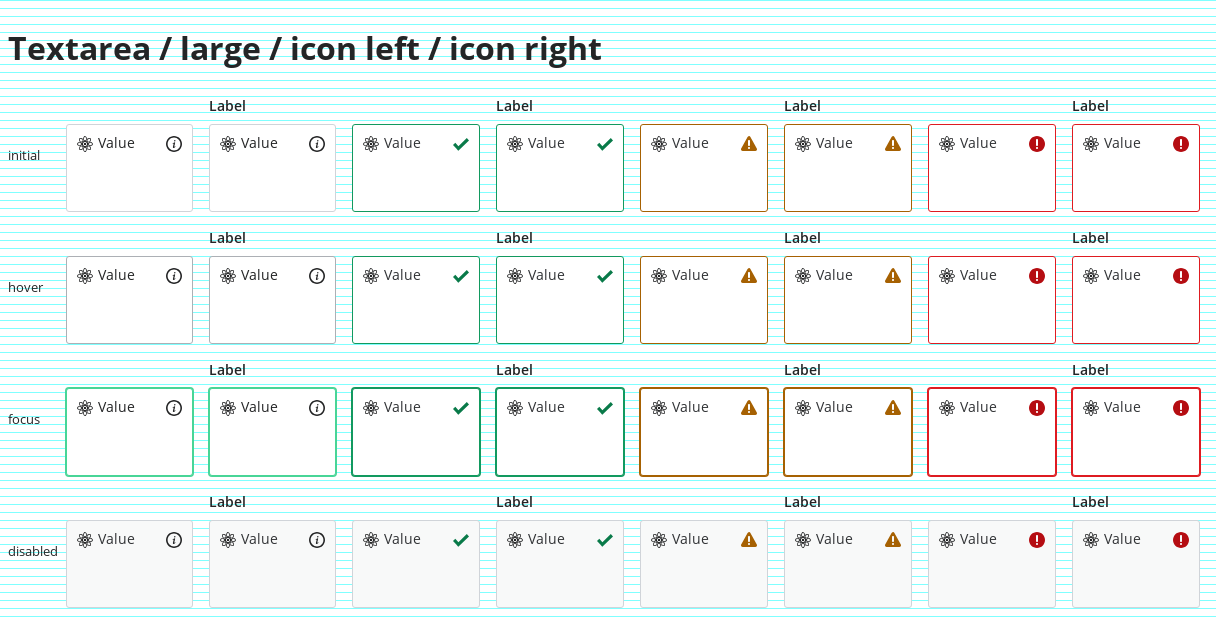 Textarea / large / icon left / icon right
Label Label Label Label
initial Value Value Value Value Value Value Value Value
Label Label Label Label
hover Value Value Value Value Value Value Value Value
Label Label Label Label
focus Value Value Value Value Value Value Value Value
Label Label Label Label
disabled Value Value Value Value Value Value Value Value